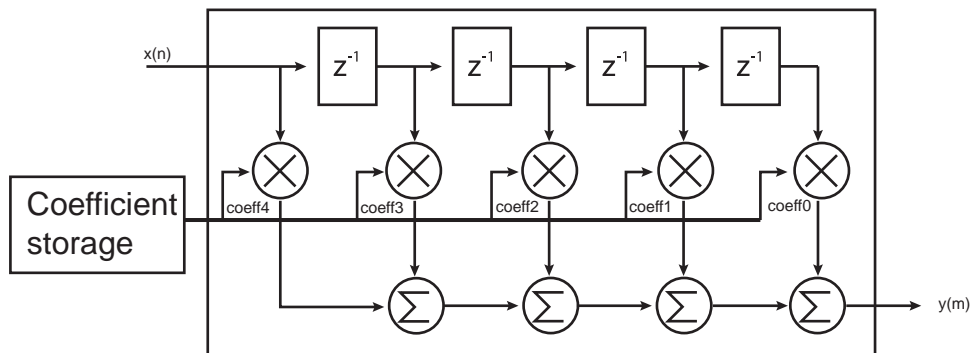 x(n)
z-1
z-1
z-1
z-1
Coefficient
storage
coeff4
coeff3
coeff2
coeff1
coeff0
Σ
Σ
Σ
Σ
y(m)